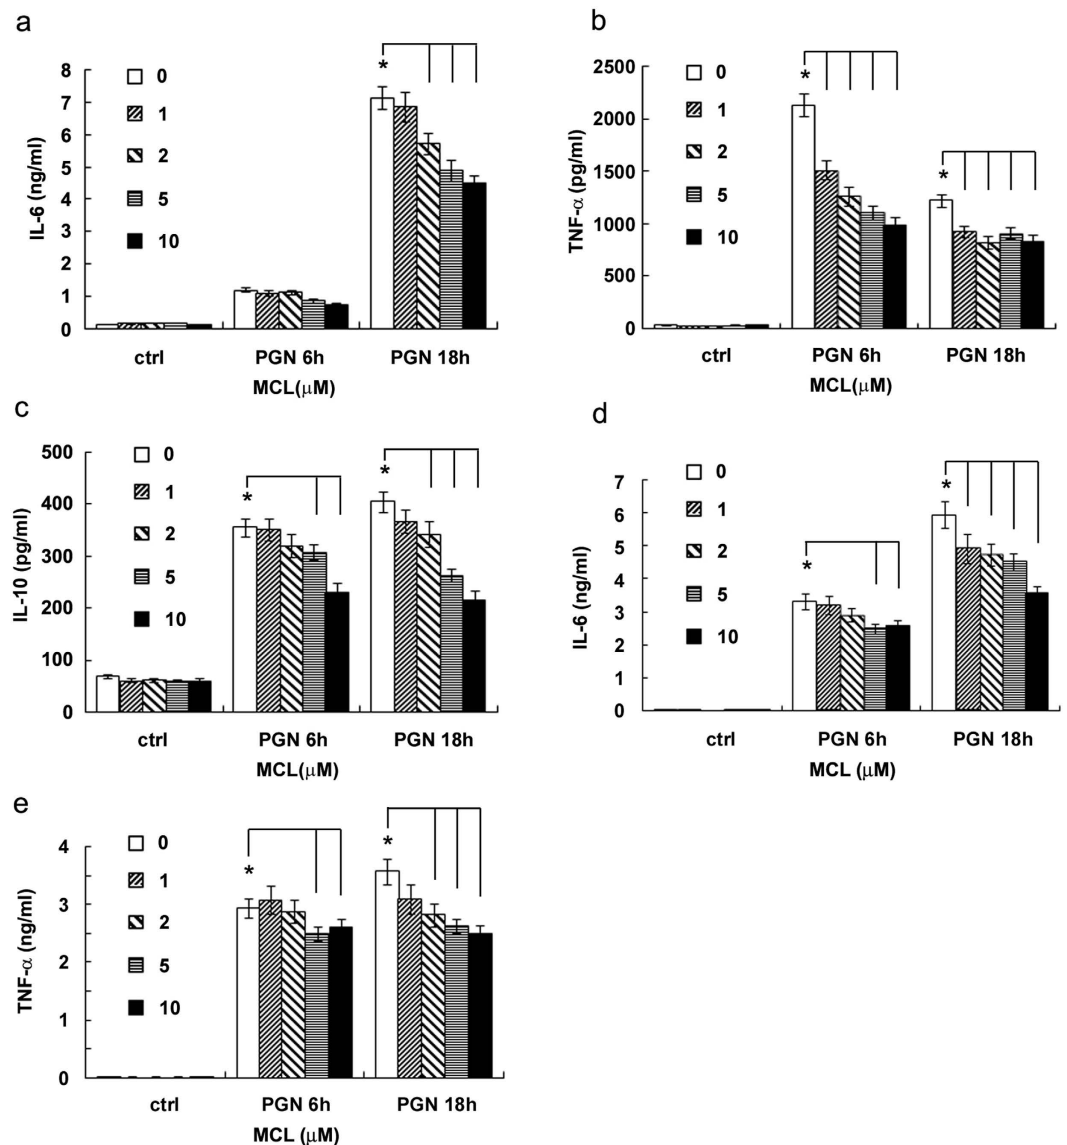 a
IL-6 (ng/ml)
8
7
6
5
4
3
2
1
0
0
1
2
5
10
*
ctrl
PGN 6h
PGN 18h
MCL(μM)
b
TNF-α (pg/ml)
2500
2000
1500
1000
500
0
0
1
2
5
10
*
*
ctrl
PGN 6h
PGN 18h
MCL(μM)
c
IL-10 (pg/ml)
500
400
300
200
100
0
0
1
2
5
10
*
*
ctrl
PGN 6h
PGN 18h
MCL(μM)
d
IL-6 (ng/ml)
7
6
5
4
3
2
1
0
0
1
2
5
10
*
*
ctrl
PGN 6h
PGN 18h
MCL (μM)
e
TNF-α (ng/ml)
4
3
2
1
0
0
1
2
5
10
*
*
ctrl
PGN 6h
PGN 18h
MCL (μM)